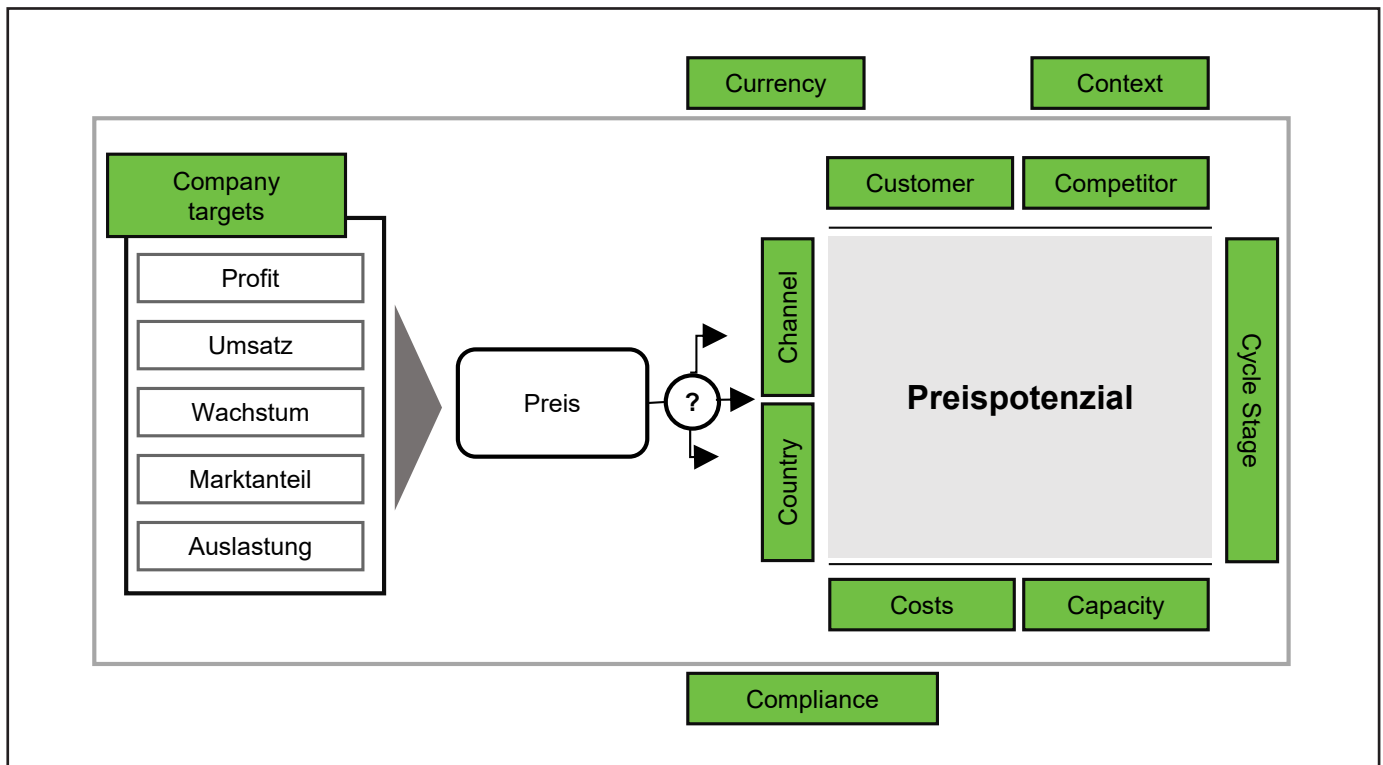 Currency
Context
Company
targets
Customer
Competitor
Profit
Umsatz
Wachstum
Marktanteil
Auslastung
Preis
?
Channel
Country
Preispotenzial
Cycle Stage
Costs
Capacity
Compliance